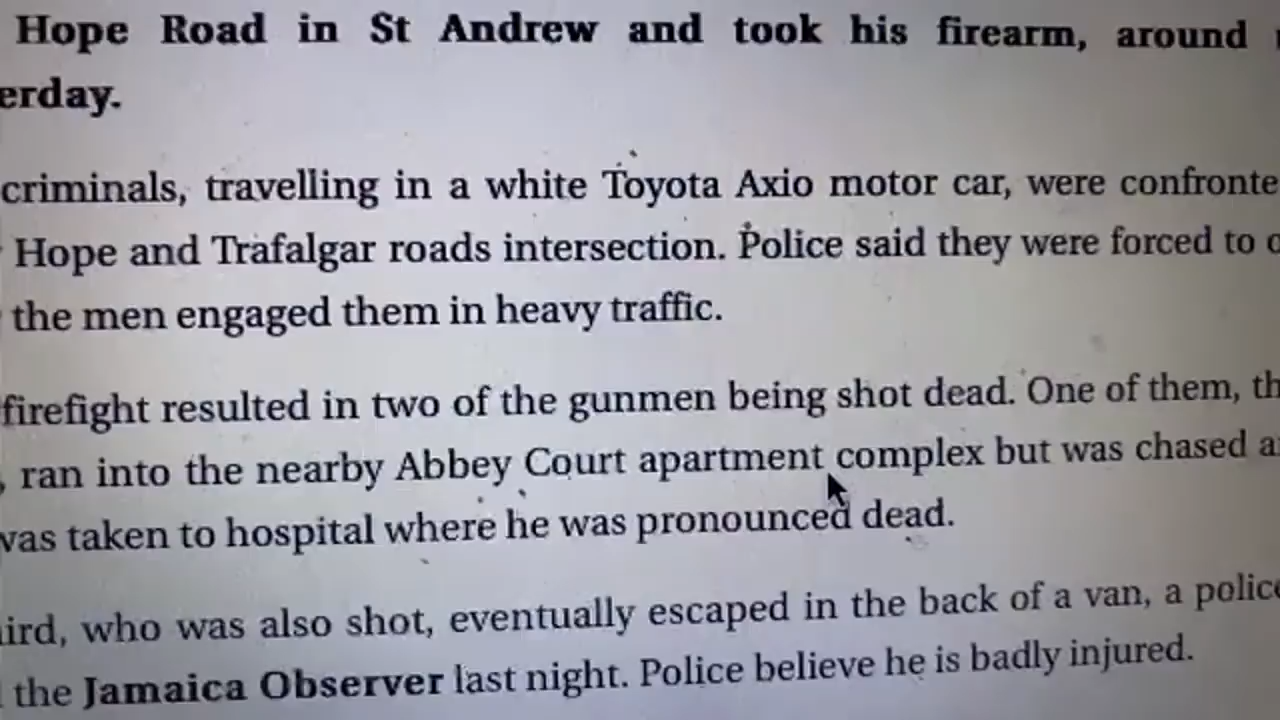 Hope Road in St Andrew and took his firearm, around
erday.
criminals, travelling in a white Toyota Axio motor car, were confronte
Hope and Trafalgar roads intersection. Police said they were forced to
the men engaged them in heavy traffic.
firefight resulted in two of the gunmen being shot dead. One of them, th
ran into the nearby Abbey Court apartment complex but was chased a
was taken to hospital where he was pronounced dead.
ird, who was also shot, eventually escaped in the back of a van, a police
the Jamaica Observer last night. Police believe he is badly injured.